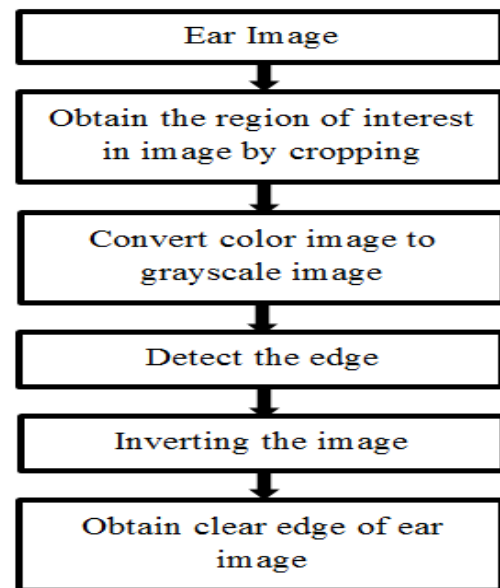 Ear Image
Obtain the region of interest
in image by cropping
Convert color image to
grayscale image
Detect the edge
Inverting the image
Obtain clear edge of ear
image